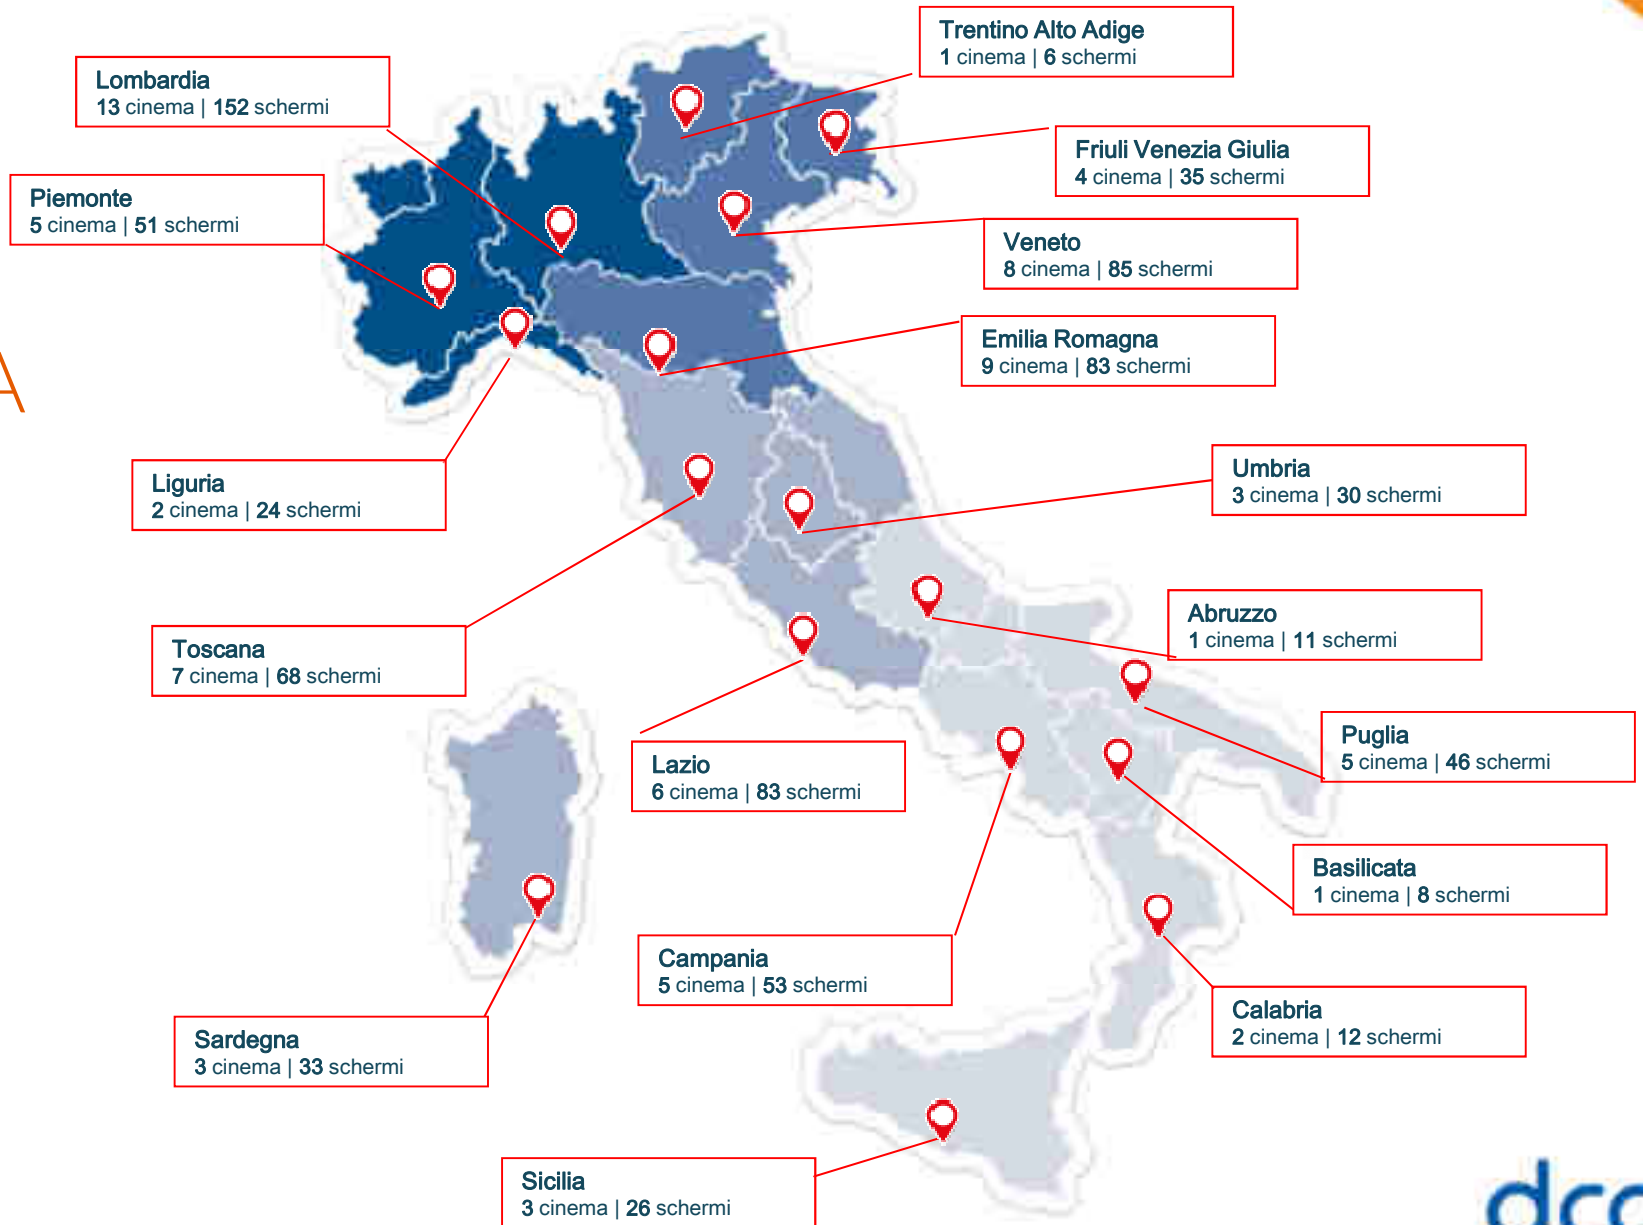 Trentino Alto Adige
1 cinema | 6 schermi
Lombardia
13 cinema | 152 schermi
Friuli Venezia Giulia
4 cinema | 35 schermi
Piemonte
5 cinema | 51 schermi
Veneto
8 cinema | 85 schermi
Emilia Romagna
9 cinema | 83 schermi
A
Liguria
2 cinema | 24 schermi
Umbria
3 cinema | 30 schermi
Abruzzo
1 cinema | 11 schermi
Toscana
7 cinema | 68 schermi
Puglia
5 cinema | 46 schermi
Lazio
6 cinema | 83 schermi
Basilicata
1 cinema | 8 schermi
Campania
5 cinema | 53 schermi
Calabria
2 cinema | 12 schermi
Sardegna
3 cinema | 33 schermi
Sicilia
3 cinema | 26 schermi